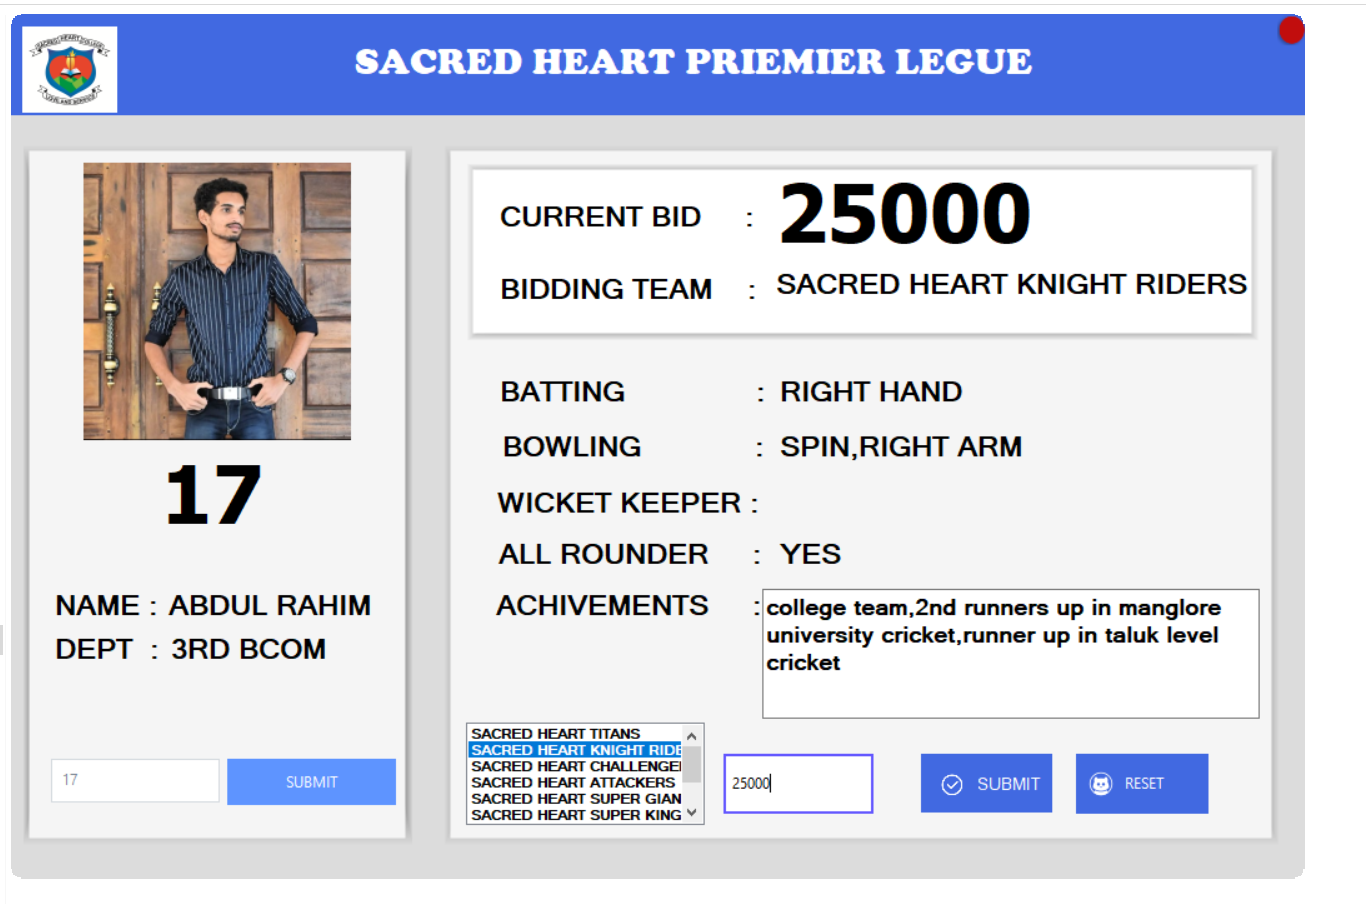 SACRED HEART PRIEMIER LEGUE
SACRED HEART COLLEGE
17
NAME : ABDUL RAHIM
DEPT : 3RD BCOM
17
SUBMIT
CURRENT BID : 25000
BIDDING TEAM : SACRED HEART KNIGHT RIDERS
BATTING : RIGHT HAND
BOWLING : SPIN,RIGHT ARM
WICKET KEEPER :
ALL ROUNDER : YES
ACHIVEMENTS : college team,2nd runners up in manglore
university cricket,runner up in taluk level
cricket
SACRED HEART TITANS
SACRED HEART KNIGHT RIDE
SACRED HEART CHALLENGE
SACRED HEART ATTACKERS
SACRED HEART SUPER GIAN
SACRED HEART SUPER KING
25000
SUBMIT
RESET